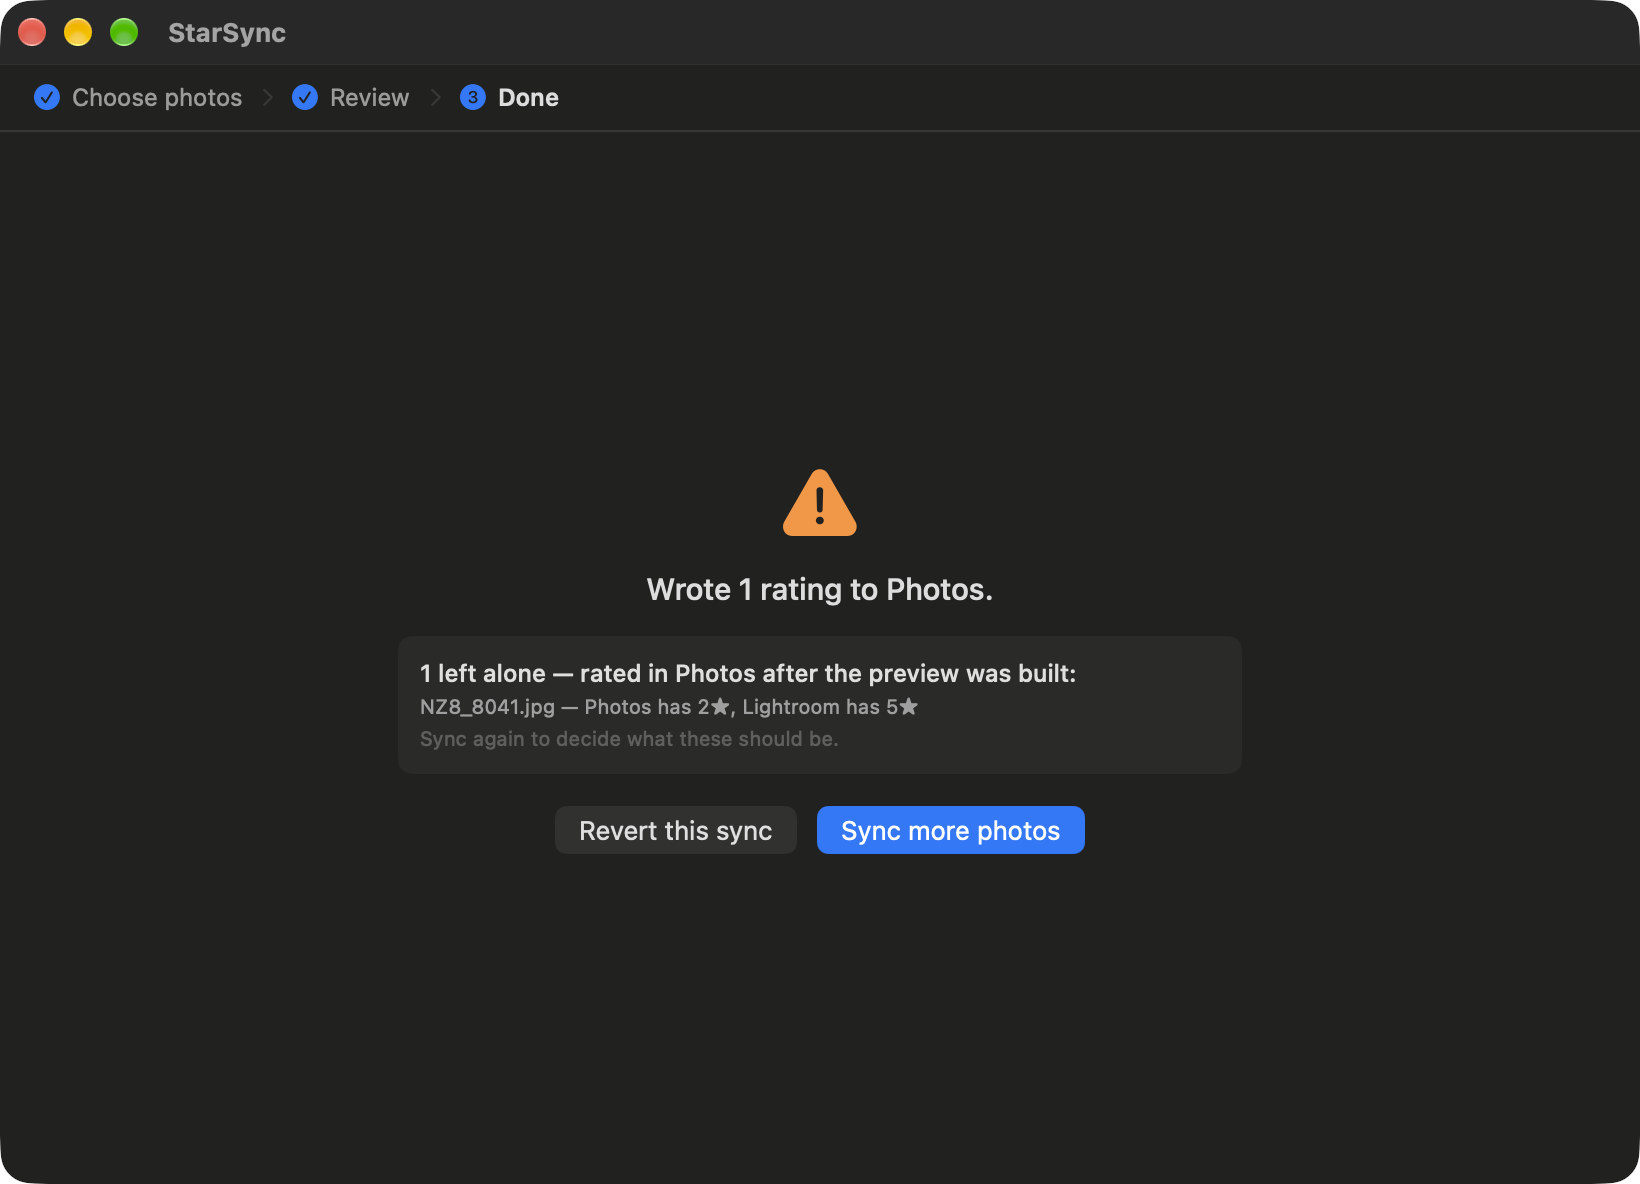 StarSync
Choose photos
Review
3 Done
Wrote 1 rating to Photos.
1 left alone — rated in Photos after the preview was built:
NZ8_8041.jpg — Photos has 2★, Lightroom has 5★
Sync again to decide what these should be.
Revert this sync
Sync more photos